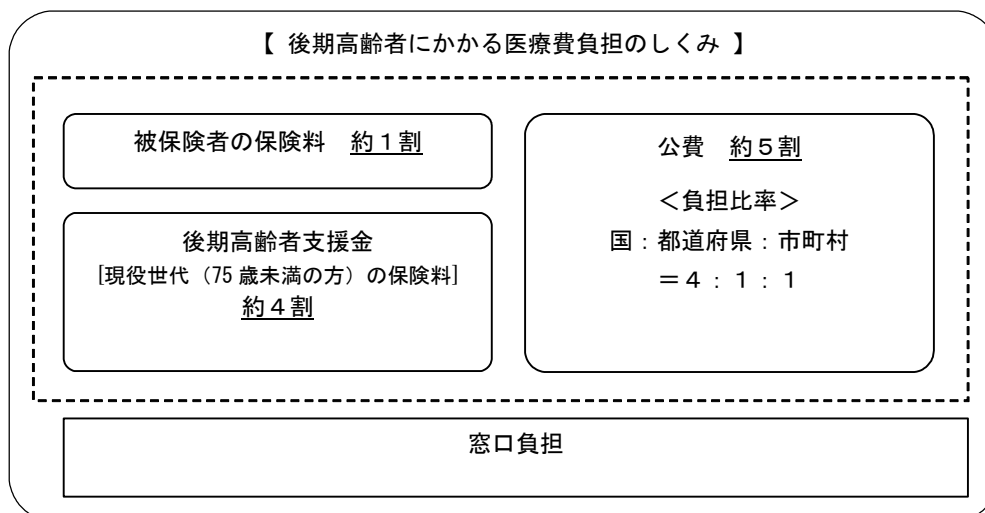 【 後期高齢者にかかる医療費負担のしくみ 】
被保険者の保険料　約１割
後期高齢者支援金
[現役世代（75 歳未満の方）の保険料]
約４割
公費　約５割
＜負担比率＞
国：都道府県：市町村
＝４：１：１
窓口負担